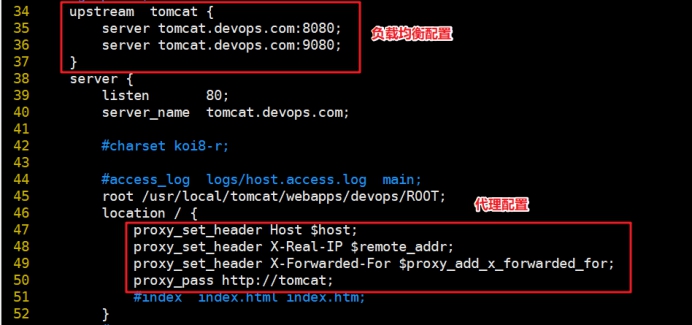 34 upstream  tomcat {
35 server tomcat.devops.com:8080;
36 server tomcat.devops.com:9080;
负载均衡配置
37 }
38 server {
39 listen       80;
40 server_name  tomcat.devops.com;
41
42 #charset koi8-r;
43
44 #access_log  logs/host.access.log  main;
45 root /usr/local/tomcat/webapps/devops/ROOT;
代理配置
46 location / {
47 proxy_set_header Host $host;
48 proxy_set_header X-Real-IP $remote_addr;
49 proxy_set_header X-Forwarded-For $proxy_add_x_forwarded_for;
50 proxy_pass http://tomcat;
51 #index  index.html index.htm;
52 }